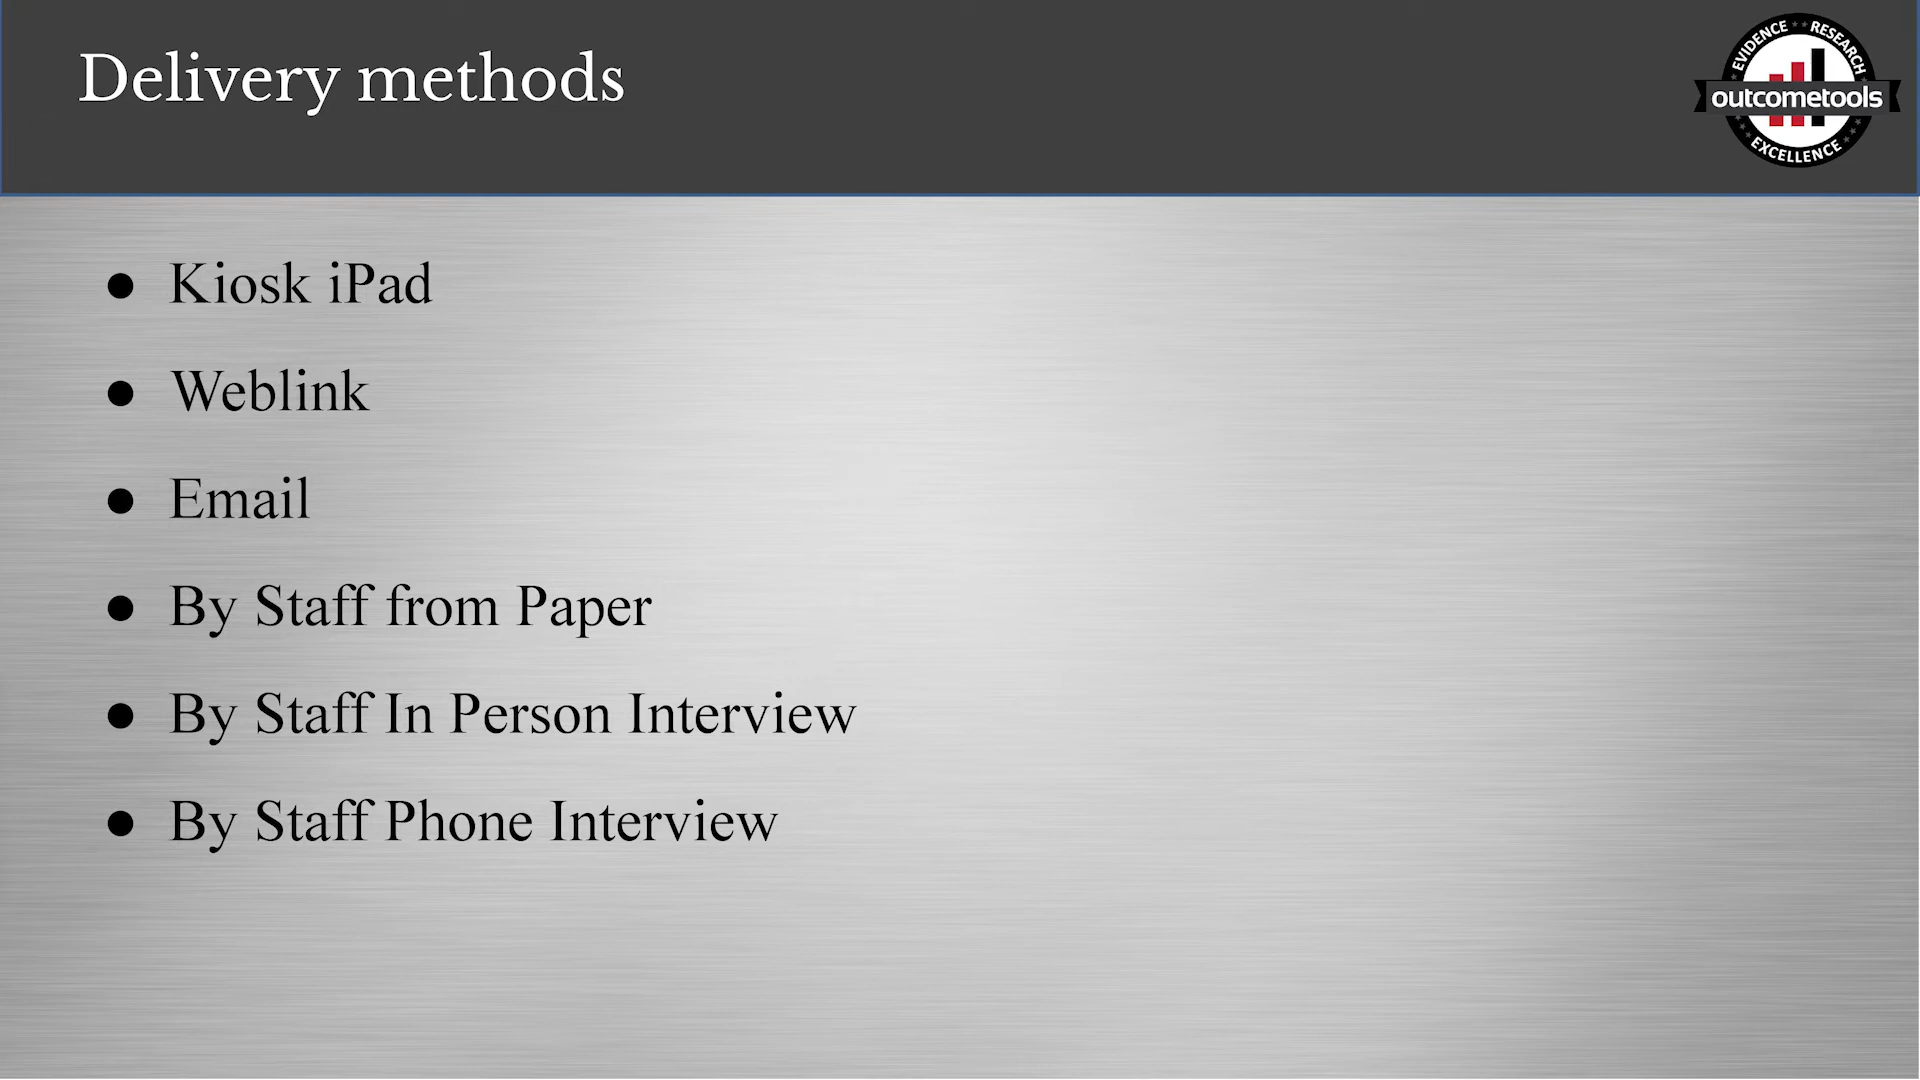 Delivery methods
EVIDENCE RESEARCH
outcometools
EXCELLENCE
Kiosk iPad
Weblink
Email
By Staff from Paper
By Staff In Person Interview
By Staff Phone Interview